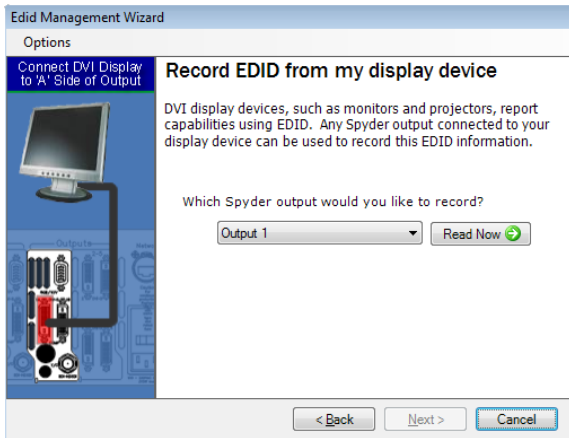 Edid Management Wizard
Options
Connect DVI Display
to 'A' Side of Output
Record EDID from my display device
DVI display devices, such as monitors and projectors, report
capabilities using EDID. Any Spyder output connected to your
display device can be used to record this EDID information.
Which Spyder output would you like to record?
Output 1
Read Now
Outputs
< Back
Next >
Cancel